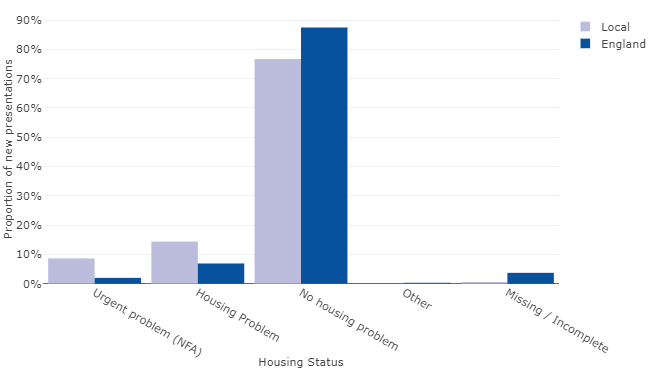 90%
80%
70%
60%
50%
40%
30%
20%
10%
0%
Proportion of new presentations
Urgent problem (NFA)
Housing Problem
No housing problem
Other
Missing / Incomplete
Housing Status
Local
England